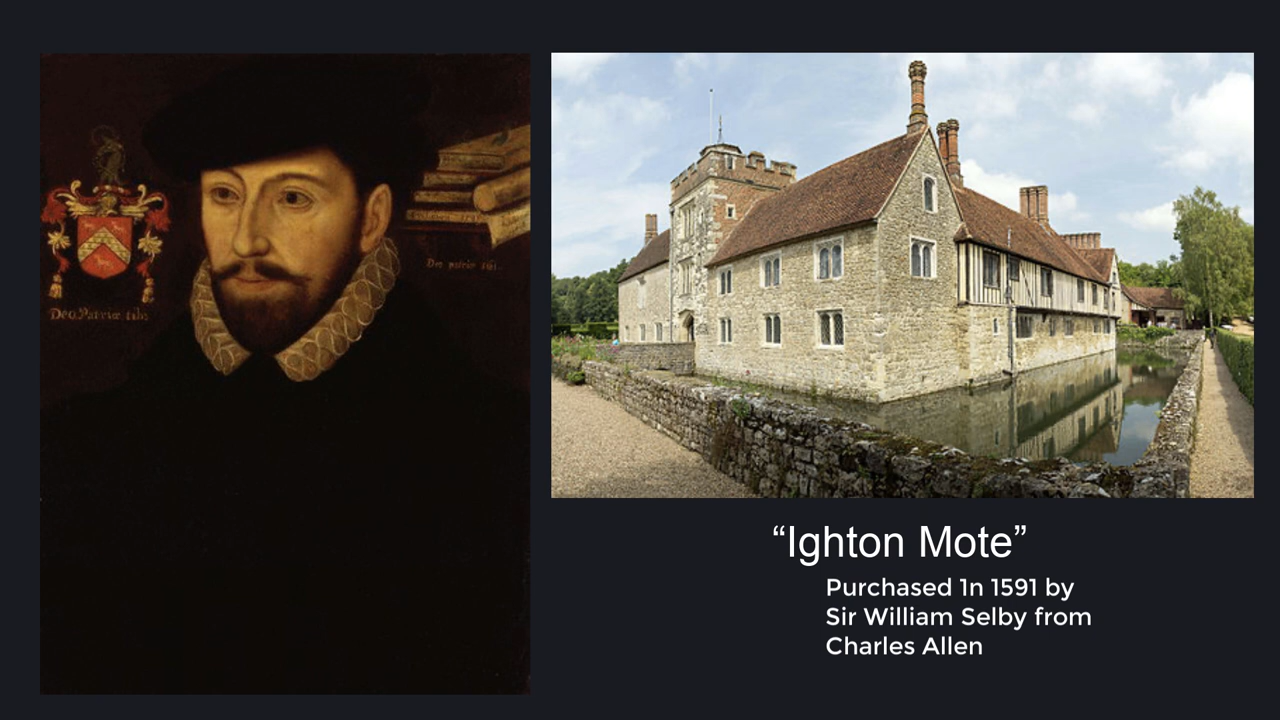 Deo Patriæ tibi
Deo patriæ tibi
“Ighton Mote”
Purchased 1n 1591 by
Sir William Selby from
Charles Allen